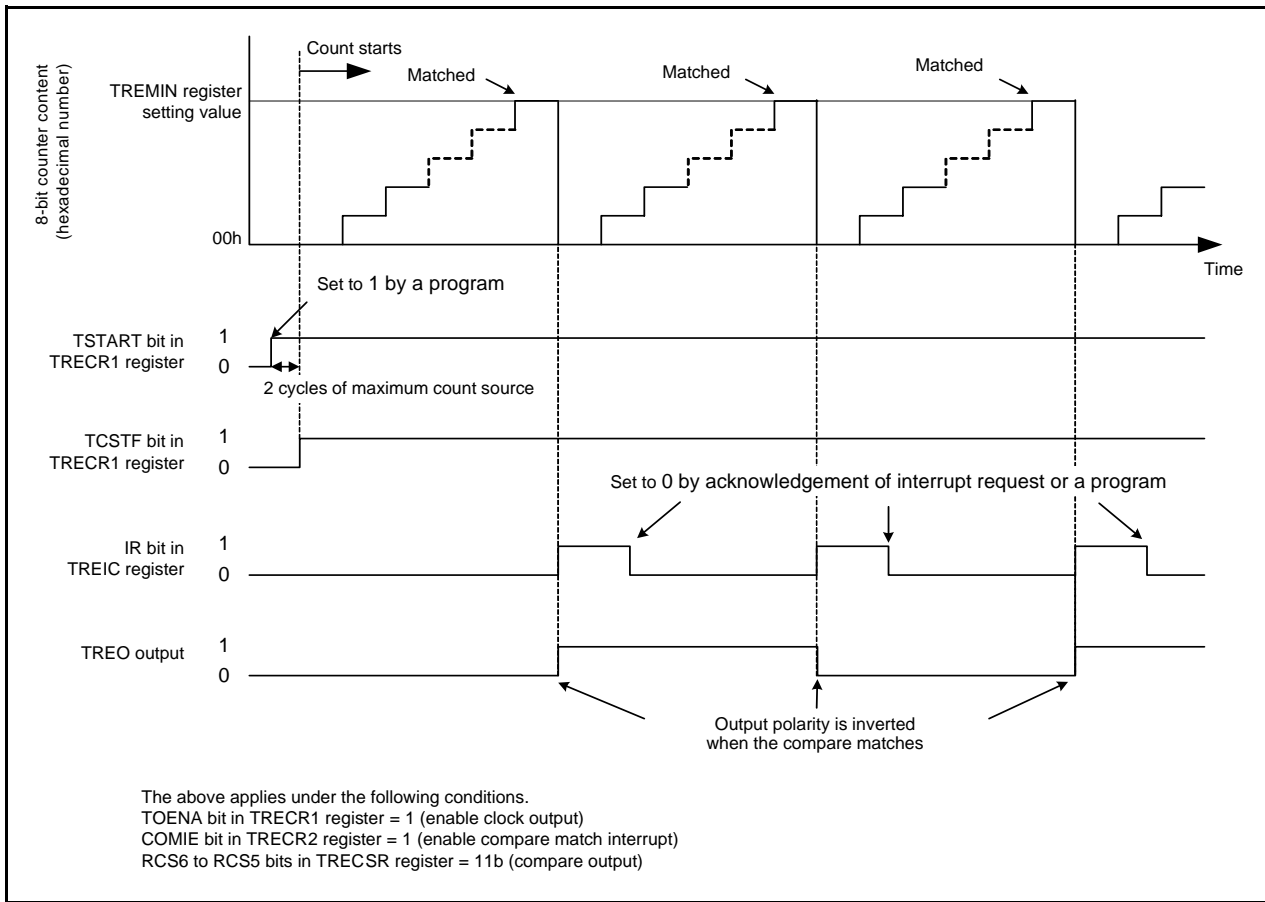 Count starts
Matched
Matched
Matched
8-bit counter content
(hexadecimal number)
TREMIN register
setting value
00h
Time
Set to 1 by a program
TSTART bit in
TRECR1 register
1
0
2 cycles of maximum count source
TCSTF bit in
TRECR1 register
1
0
Set to 0 by acknowledgement of interrupt request or a program
IR bit in
TREIC register
1
0
TREO output
1
0
Output polarity is inverted
when the compare matches
The above applies under the following conditions.
TOENA bit in TRECR1 register = 1 (enable clock output)
COMIE bit in TRECR2 register = 1 (enable compare match interrupt)
RCS6 to RCS5 bits in TRECSR register = 11b (compare output)